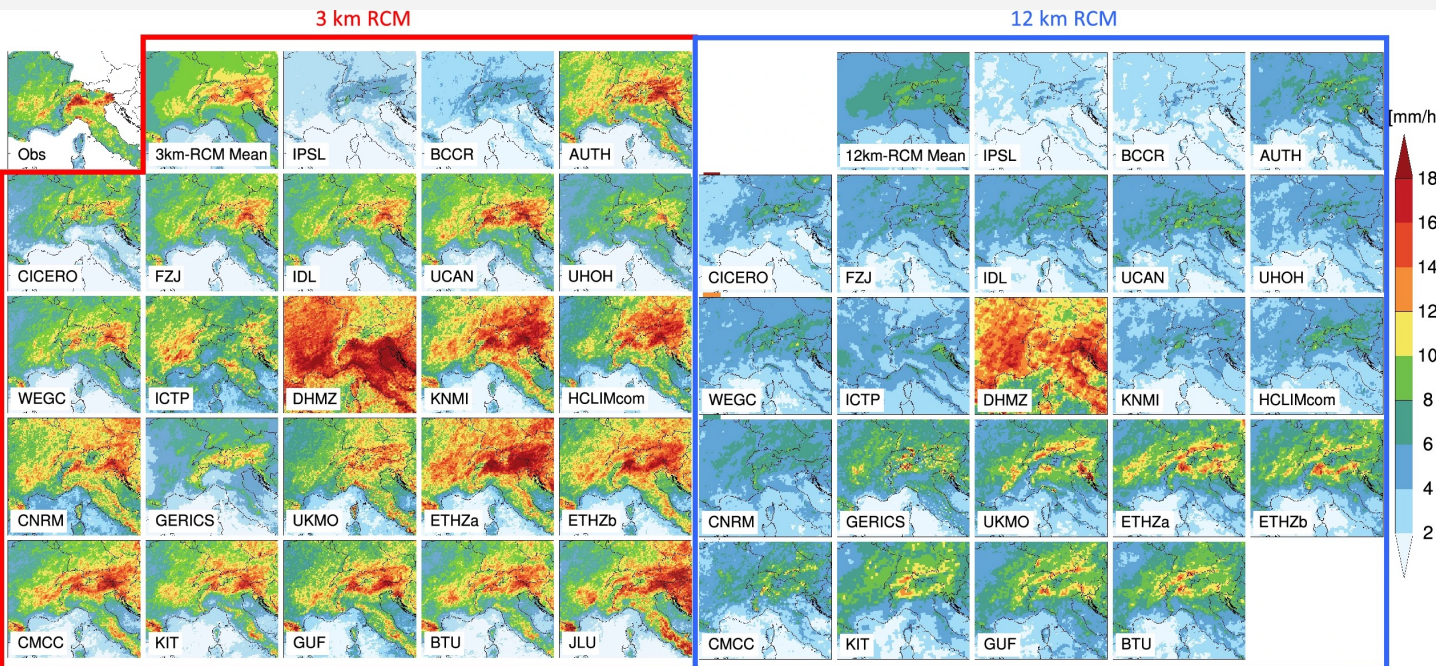 3 km RCM 12 km RCM
Obs 3km-RCM Mean IPSL BCCR AUTH 12km-RCM Mean IPSL BCCR AUTH
[mm/h
CICERO FZJ IDL UCAN UHOH CICERO FZJ IDL UCAN UHOH
WEGC ICTP DHMZ KNMI HCLIMcom WEGC ICTP DHMZ KNMI HCLIMcom
CNRM GERICS UKMO ETHZa ETHZb CNRM GERICS UKMO ETHZa ETHZb
CMCC KIT GUF BTU JLU CMCC KIT GUF BTU
18
16
14
12
10
8
6
4
2